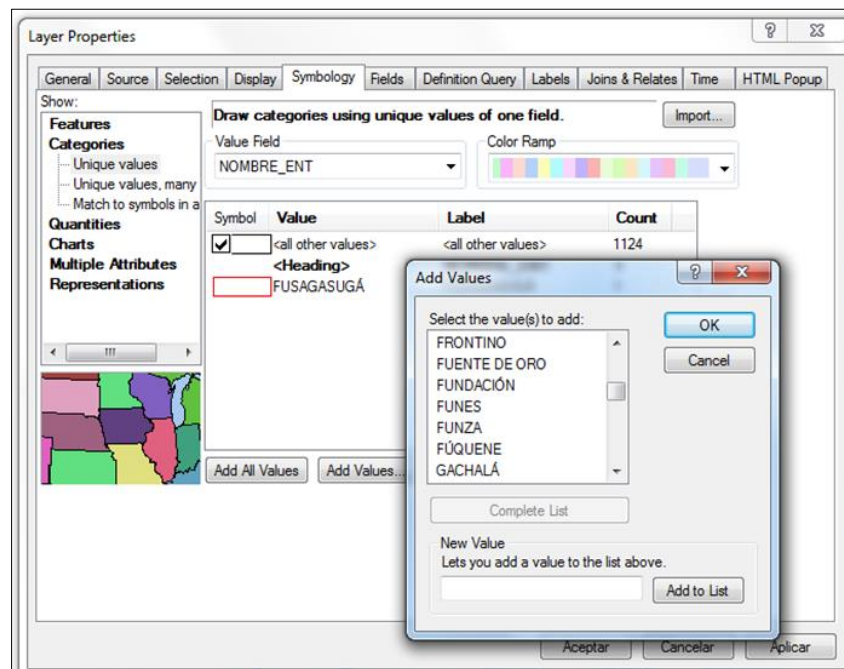 Layer Properties
General Source Selection Display Symbology Fields Definition Query Labels Joins & Relates Time HTML Popup
Show:
Features
Categories
Unique values
Unique values, many
Match to symbols in a
Quantities
Charts
Multiple Attributes
Representations
Draw categories using unique values of one field.
Import...
Value Field
Color Ramp
NOMBRE_ENT
Symbol Value Label Count
<all other values> <all other values> 1124
<Heading>
FUSAGASUGÁ
Add All Values Add Values...
Add Values
Select the value(s) to add:
FRONTINO
FUENTE DE ORO
FUNDACIÓN
FUNES
FUNZA
FÚQUENE
GACHALÁ
OK
Cancel
Complete List
New Value
Lets you add a value to the list above.
Add to List
Aceptar Cancelar Aplicar